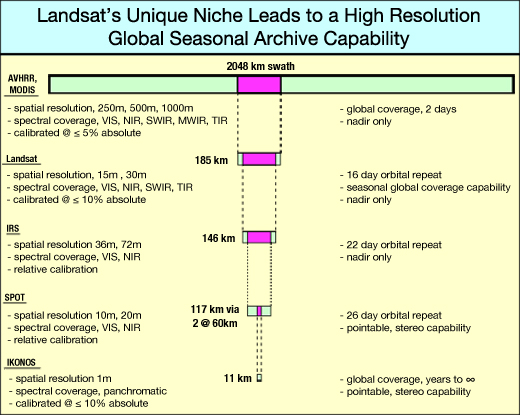 Landsat's Unique Niche Leads to a High Resolution
Global Seasonal Archive Capability
2048 km swath
AVHRR,
MODIS
- spatial resolution, 250m, 500m, 1000m
- spectral coverage, VIS, NIR, SWIR, MWIR, TIR
- calibrated @ ≤ 5% absolute
- global coverage, 2 days
- nadir only
Landsat
185 km
- spatial resolution, 15m , 30m
- spectral coverage, VIS, NIR, SWIR, TIR
- calibrated @ ≤ 10% absolute
- 16 day orbital repeat
- seasonal global coverage capability
- nadir only
IRS
146 km
- spatial resolution 36m, 72m
- spectral coverage, VIS, NIR
- relative calibration
- 22 day orbital repeat
- nadir only
SPOT
117 km via
2 @ 60km
- spatial resolution 10m, 20m
- spectral coverage, VIS, NIR
- relative calibration
- 26 day orbital repeat
- pointable, stereo capability
IKONOS
11 km
- spatial resolution 1m
- spectral coverage, panchromatic
- calibrated @ ≤ 10% absolute
- global coverage, years to ∞
- pointable, stereo capability